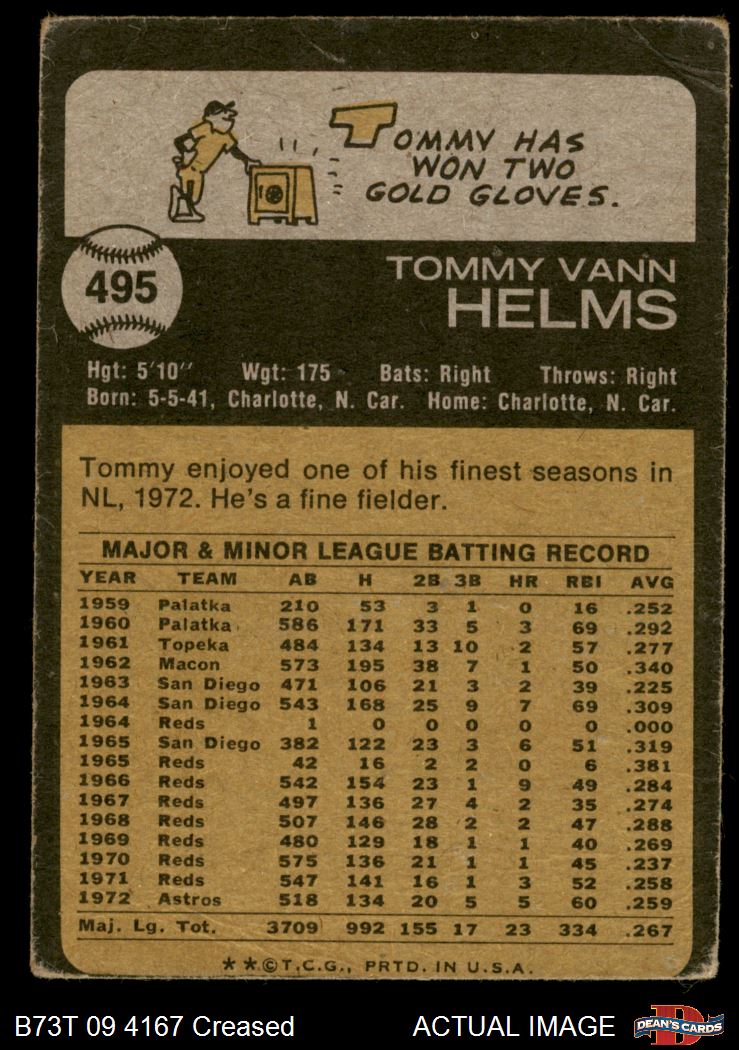 TOMMY HAS
WON TWO
GOLD GLOVES.
495
TOMMY VANN
HELMS
Hgt: 5'10" Wgt: 175 Bats: Right Throws: Right
Born: 5-5-41, Charlotte, N. Car. Home: Charlotte, N. Car.
Tommy enjoyed one of his finest seasons in
NL, 1972. He's a fine fielder.
MAJOR & MINOR LEAGUE BATTING RECORD
YEAR TEAM AB H 2B 3B HR RBI AVG
1959 Palatka 210 53 3 1 0 16 .252
1960 Palatka 586 171 33 5 3 69 .292
1961 Topeka 484 134 13 10 2 57 .277
1962 Macon 573 195 38 7 1 50 .340
1963 San Diego 471 106 21 3 2 39 .225
1964 San Diego 543 168 25 9 7 69 .309
1964 Reds 1 0 0 0 0 0 .000
1965 San Diego 382 122 23 3 6 51 .319
1965 Reds 42 16 2 2 0 6 .381
1966 Reds 542 154 23 1 9 49 .284
1967 Reds 497 136 27 4 2 35 .274
1968 Reds 507 146 28 2 2 47 .288
1969 Reds 480 129 18 1 1 40 .269
1970 Reds 575 136 21 1 1 45 .237
1971 Reds 547 141 16 1 3 52 .258
1972 Astros 518 134 20 5 5 60 .259
Maj. Lg. Tot. 3709 992 155 17 23 334 .267
**©T.C.G., PRTD. IN U.S.A.
B73T 09 4167 Creased ACTUAL IMAGE
D
DEAN'S CARDS